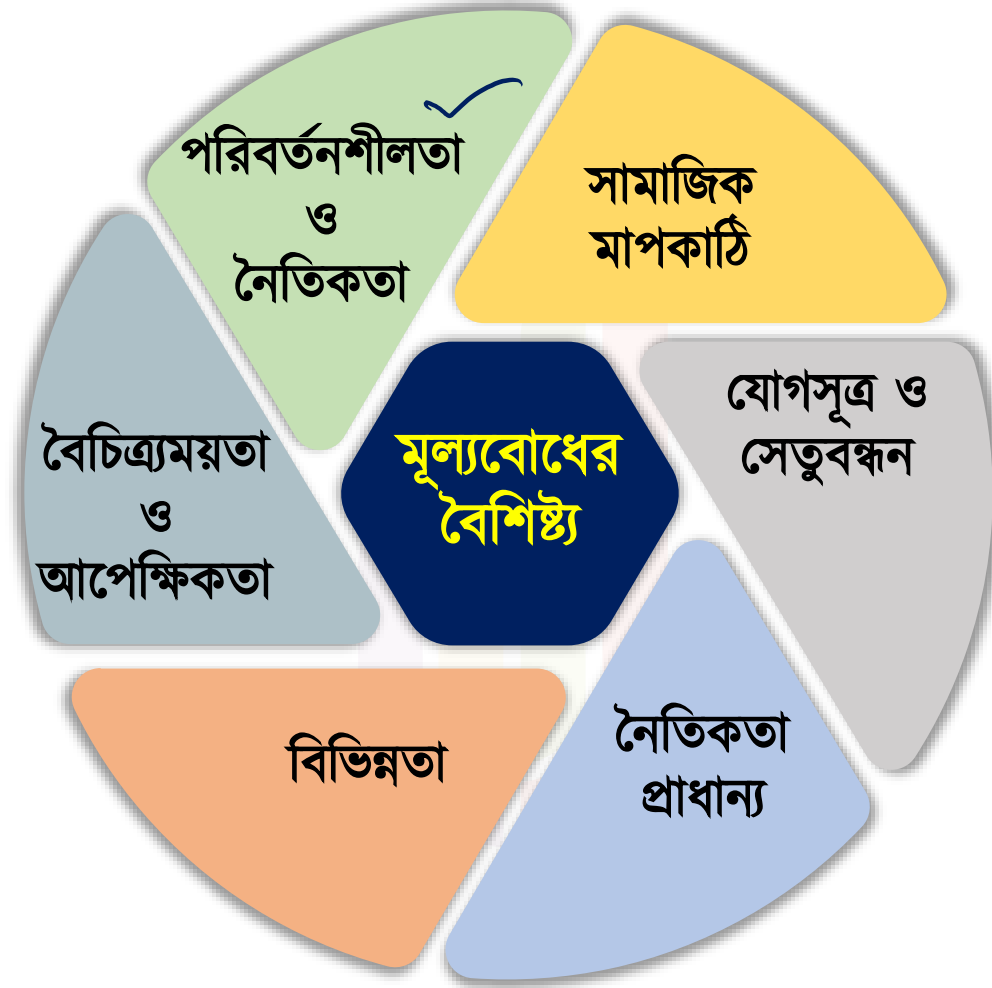 পরিবর্তনশীলতা
ও
নৈতিকতা
সামাজিক
মাপকাঠি
যোগসূত্র ও
সেতুবন্ধন
বৈচিত্র্যময়তা
ও
আপেক্ষিকতা
মূল্যবোধের
বৈশিষ্ট্য
নৈতিকতা
প্রাধান্য
বিভিন্নতা